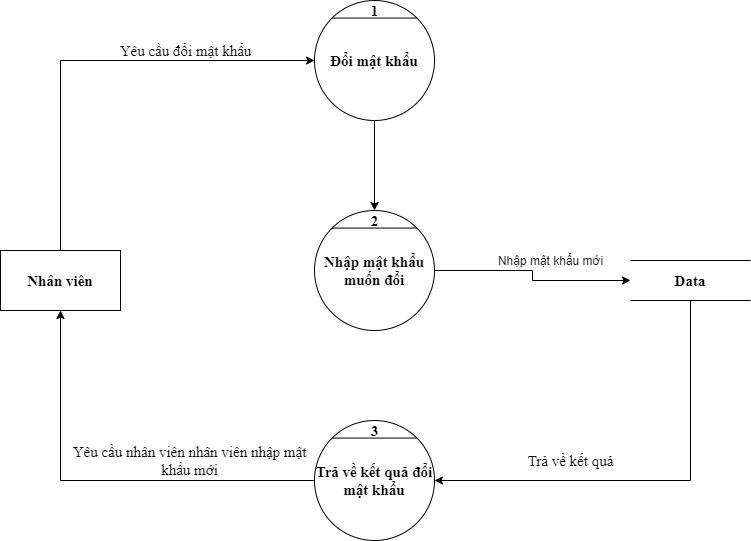 1
Yêu cầu đổi mật khẩu
Đổi mật khẩu
2
Nhập mật khẩu
muốn đổi
Nhập mật khẩu mới
Nhân viên
Data
3
Yêu cầu nhân viên nhân viên nhập mật
khẩu mới
Trả về kết quả đổi
mật khẩu
Trả về kết quả